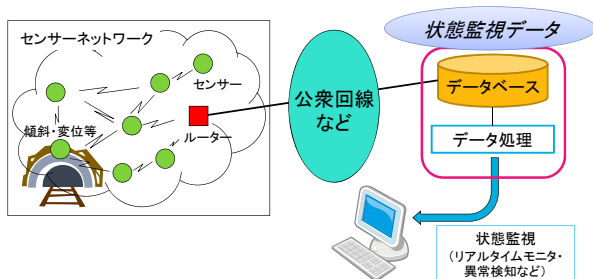 センサーネットワーク
センサー
傾斜・変位等
ルーター
公衆回線
など
状態監視データ
データベース
データ処理
状態監視
(リアルタイムモニタ・
異常検知など)